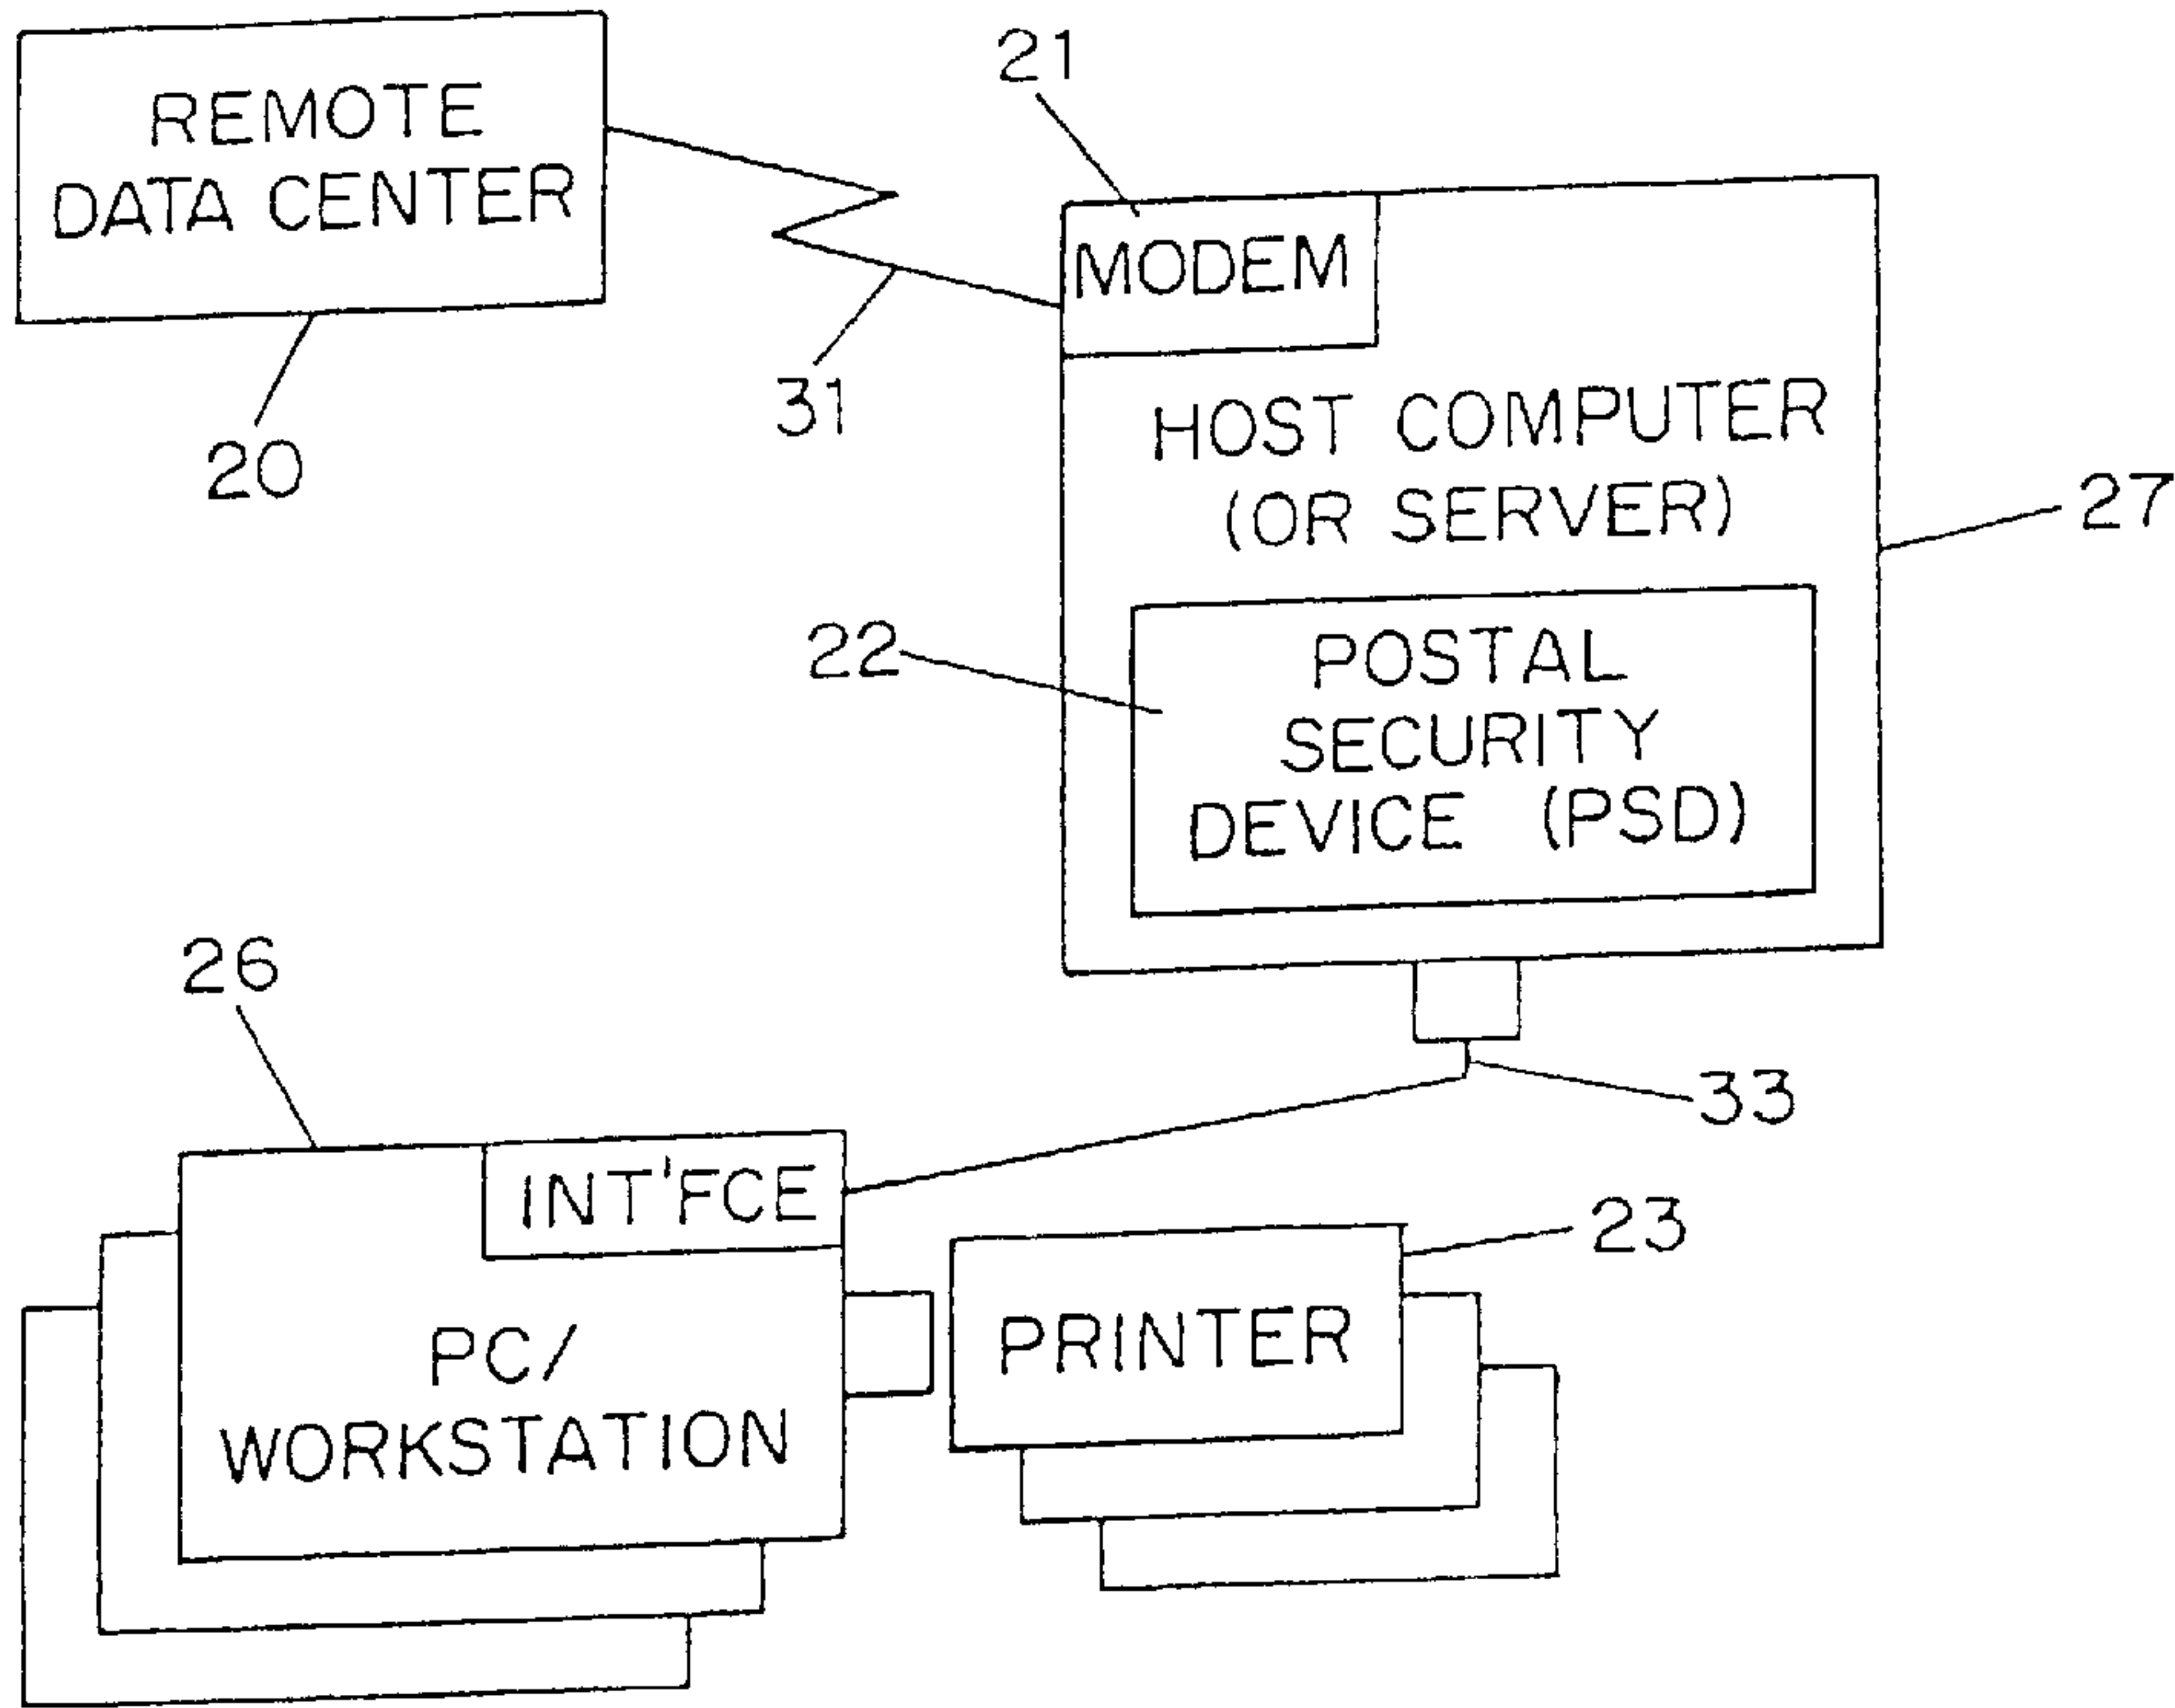 REMOTE
DATA CENTER
20
31
21
MODEM
HOST COMPUTER
(OR SERVER)
27
22
POSTAL
SECURITY
DEVICE (PSD)
33
26
INT'FCE
PC/
WORKSTATION
23
PRINTER